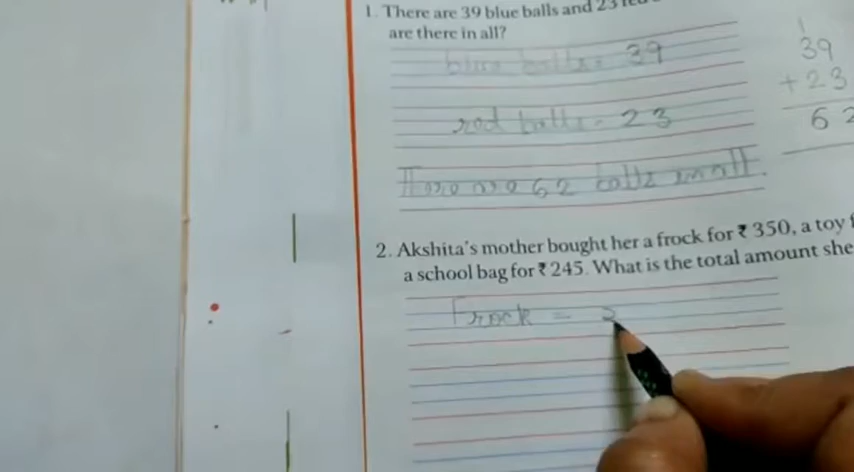 1. There are 39 blue balls and 23
are there in all?
blue balls = 39
red balls = 23
There are 62 balls in all.
1
39
+ 23
62
2. Akshita's mother bought her a frock for ₹ 350, a toy
a school bag for ₹ 245. What is the total amount she
Frock = 3